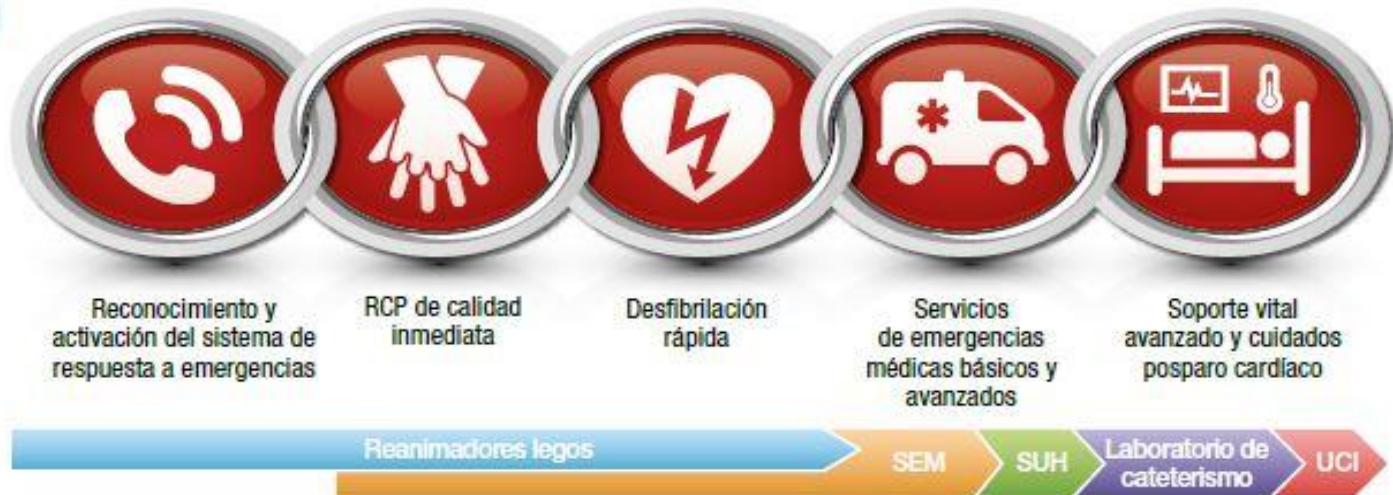 Reconocimiento y
activación del sistema de
respuesta a emergencias
RCP de calidad
inmediata
Desfibrilación
rápida
Servicios
de emergencias
médicas básicos y
avanzados
Soporte vital
avanzado y cuidados
posparo cardíaco
Reanimadores legos
SEM
SUH
Laboratorio de
cateterismo
UCI